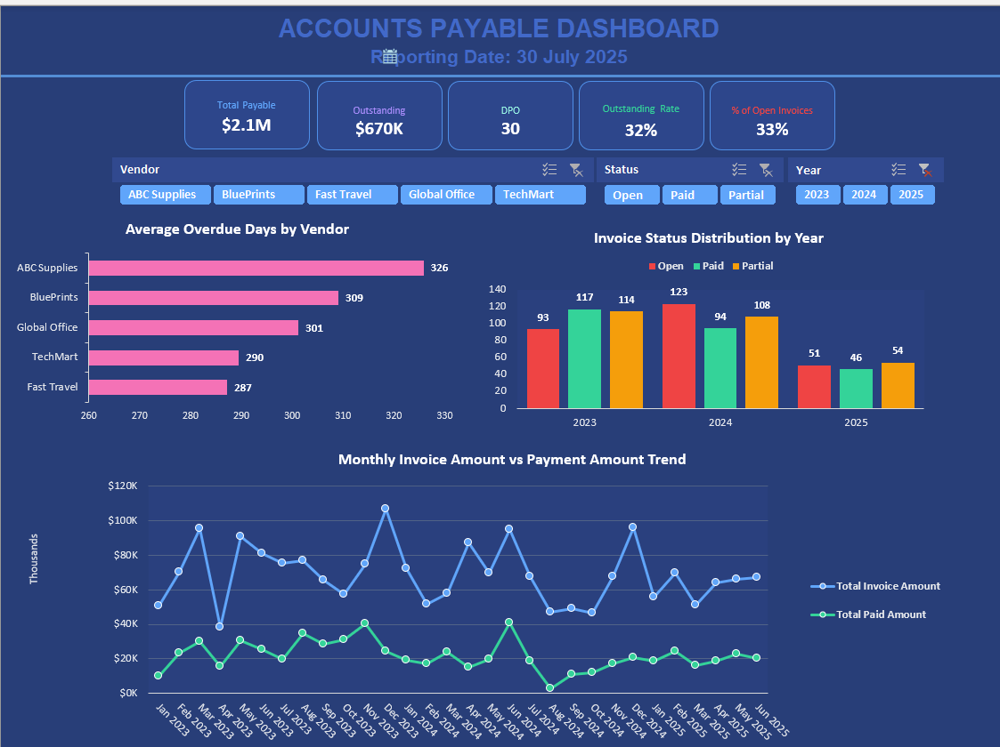 ACCOUNTS PAYABLE DASHBOARD
Reporting Date: 30 July 2025
Total Payable
$2.1M
Outstanding
$670K
DPO
30
Outstanding Rate
32%
% of Open Invoices
33%
Vendor
ABC Supplies BluePrints Fast Travel Global Office TechMart
Status
Open Paid Partial
Year
2023 2024 2025
Average Overdue Days by Vendor
ABC Supplies 326
BluePrints 309
Global Office 301
TechMart 290
Fast Travel 287
260 270 280 290 300 310 320 330
Invoice Status Distribution by Year
Open Paid Partial
140
120
100
80
60
40
20
0
93 117 114
123 94 108
51 46 54
2023 2024 2025
Monthly Invoice Amount vs Payment Amount Trend
Thousands
$120K
$100K
$80K
$60K
$40K
$20K
$0K
Jan 2023
Feb 2023
Mar 2023
Apr 2023
May 2023
Jun 2023
Jul 2023
Aug 2023
Sep 2023
Oct 2023
Nov 2023
Dec 2023
Jan 2024
Feb 2024
Mar 2024
Apr 2024
May 2024
Jun 2024
Jul 2024
Aug 2024
Sep 2024
Oct 2024
Nov 2024
Dec 2024
Jan 2025
Feb 2025
Mar 2025
Apr 2025
May 2025
Jun 2025
Total Invoice Amount
Total Paid Amount